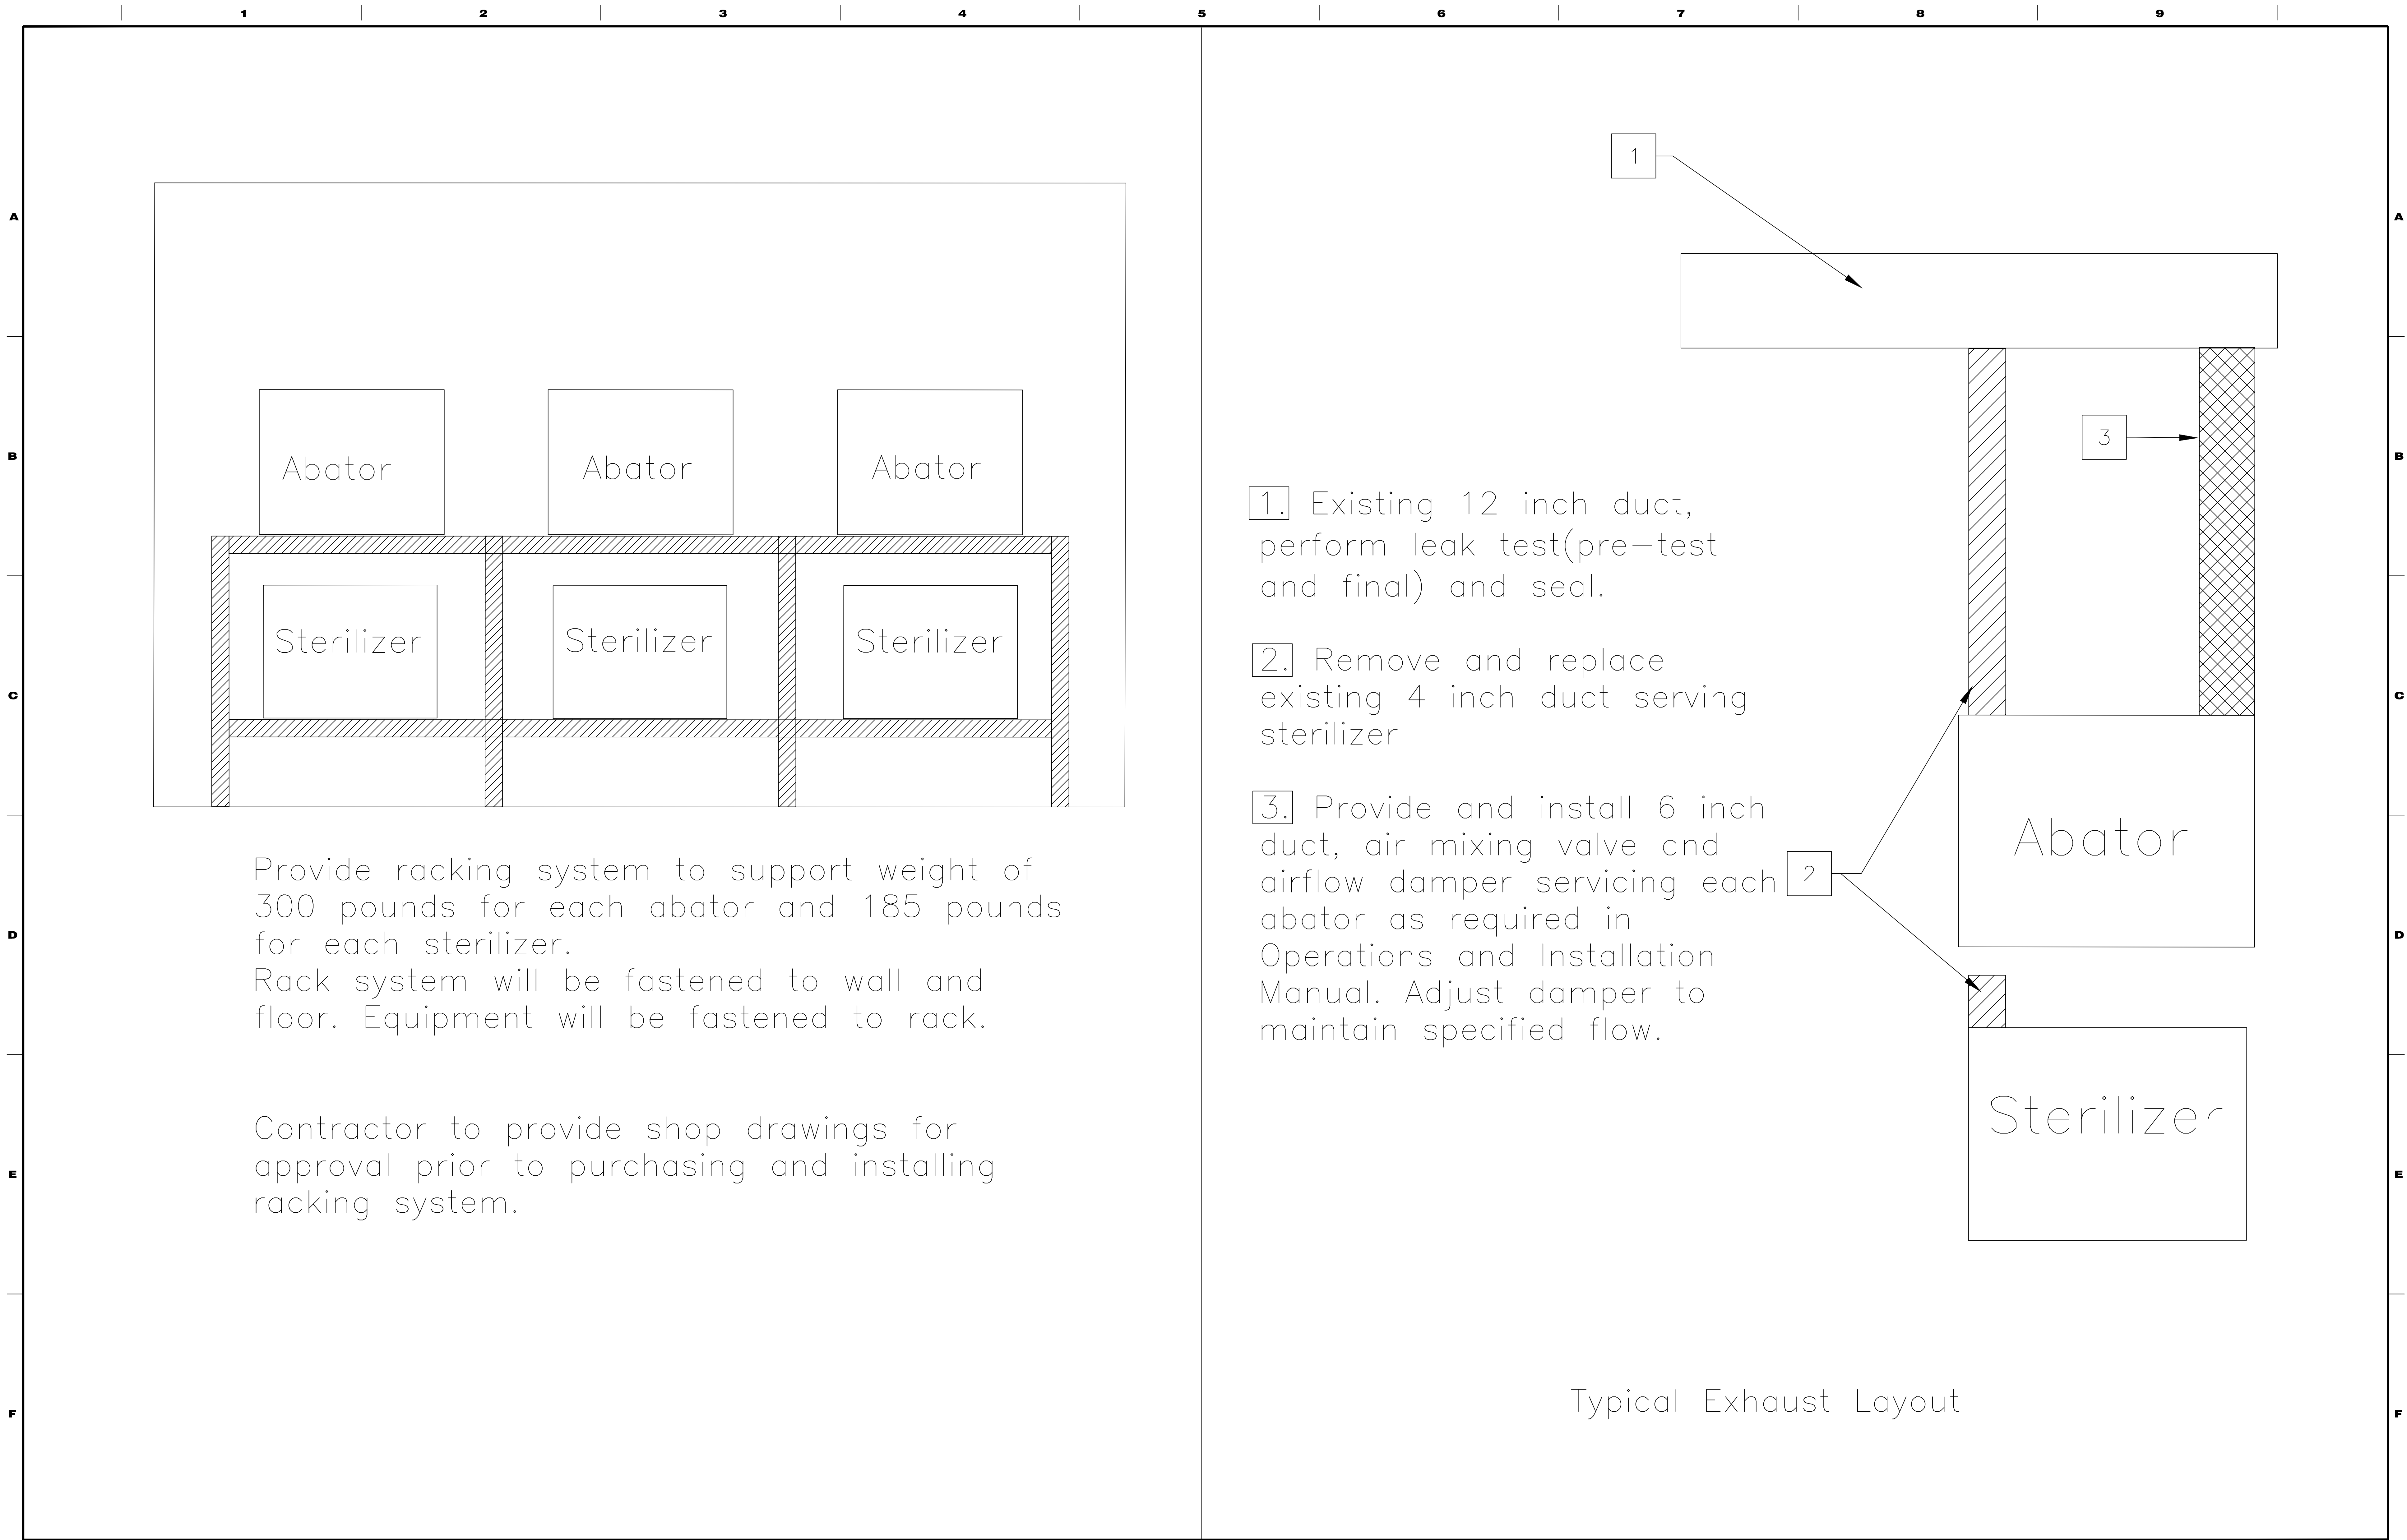 1 2 3 4 5 6 7 8 9
A A
B B
C C
D D
E E
F F
Abator Abator Abator
Sterilizer Sterilizer Sterilizer
Provide racking system to support weight of
300 pounds for each abator and 185 pounds
for each sterilizer.
Rack system will be fastened to wall and
floor. Equipment will be fastened to rack.
Contractor to provide shop drawings for
approval prior to purchasing and installing
racking system.
1. Existing 12 inch duct,
perform leak test(pre-test
and final) and seal.
2. Remove and replace
existing 4 inch duct serving
sterilizer
3. Provide and install 6 inch
duct, air mixing valve and
airflow damper servicing each
abator as required in
Operations and Installation
Manual. Adjust damper to
maintain specified flow.
1
3
2
Abator
Sterilizer
Typical Exhaust Layout